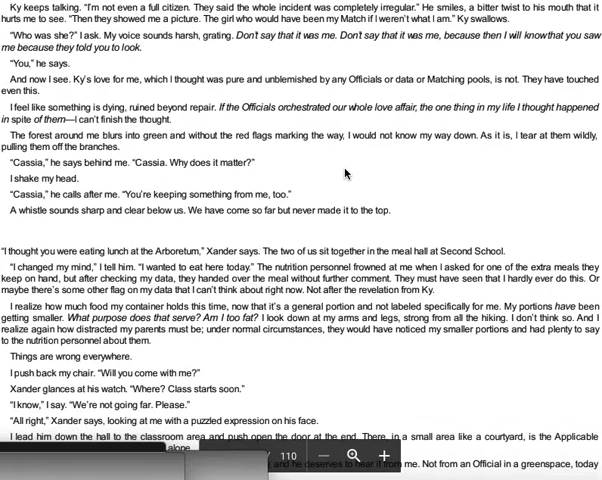 Ky keeps talking. "I'm not even a full citizen. They said the whole incident was completely irregular." He smiles, a bitter twist to his mouth that it
hurts me to see. "Then they showed me a picture. The girl who would have been my Match if I weren't what I am." Ky swallows.
"Who was she?" I ask. My voice sounds harsh, grating. Don't say that it was me. Don't say that it was me, because then I will know that you saw
me because they told you to look.
"You," he says.
And now I see. Ky's love for me, which I thought was pure and unblemished by any Officials or data or Matching pools, is not. They have touched
even this.
I feel like something is dying, ruined beyond repair. If the Officials orchestrated our whole love affair, the one thing in my life I thought happened
in spite of them—I can't finish the thought.
The forest around me blurs into green and without the red flags marking the way, I would not know my way down. As it is, I tear at them wildly,
pulling them off the branches.
"Cassia," he says behind me. "Cassia. Why does it matter?"
I shake my head.
"Cassia," he calls after me. "You're keeping something from me, too."
A whistle sounds sharp and clear below us. We have come so far but never made it to the top.
"I thought you were eating lunch at the Arboretum," Xander says. The two of us sit together in the meal hall at Second School.
"I changed my mind," I tell him. "I wanted to eat here today." The nutrition personnel frowned at me when I asked for one of the extra meals they
keep on hand, but after checking my data, they handed over the meal without further comment. They must have seen that I hardly ever do this. Or
maybe there's some other flag on my data that I can't think about right now. Not after the revelation from Ky.
I realize how much food my container holds this time, now that it's a general portion and not labeled specifically for me. My portions have been
getting smaller. What purpose does that serve? Am I too fat? I look down at my arms and legs, strong from all the hiking. I don't think so. And I
realize again how distracted my parents must be; under normal circumstances, they would have noticed my smaller portions and had plenty to say
to the nutrition personnel about them.
Things are wrong everywhere.
I push back my chair. "Will you come with me?"
Xander glances at his watch. "Where? Class starts soon."
"I know," I say. "We're not going far. Please."
"All right," Xander says, looking at me with a puzzled expression on his face.
I lead him down the hall to the classroom area and push open the door at the end. There, in a small area like a courtyard, is the Applicable
alone.
/ 110 — +
and he deserves to hear it from me. Not from an Official in a greenspace, today